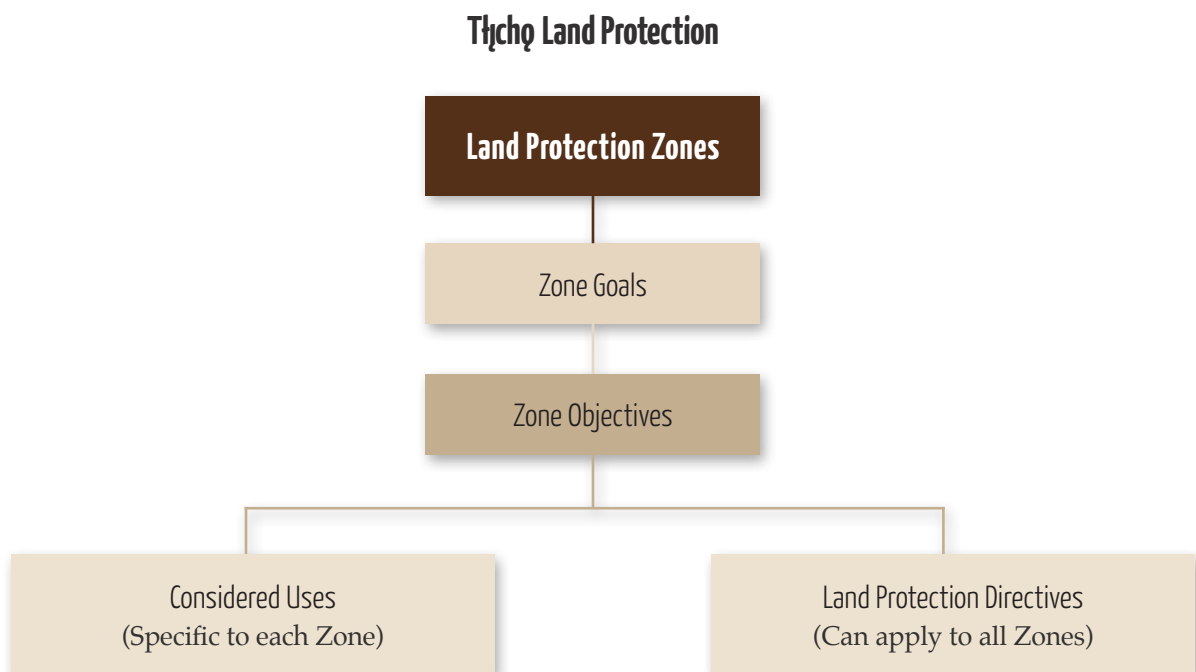 Tłı̨chǫ Land Protection
Land Protection Zones
Zone Goals
Zone Objectives
Considered Uses
(Specific to each Zone)
Land Protection Directives
(Can apply to all Zones)